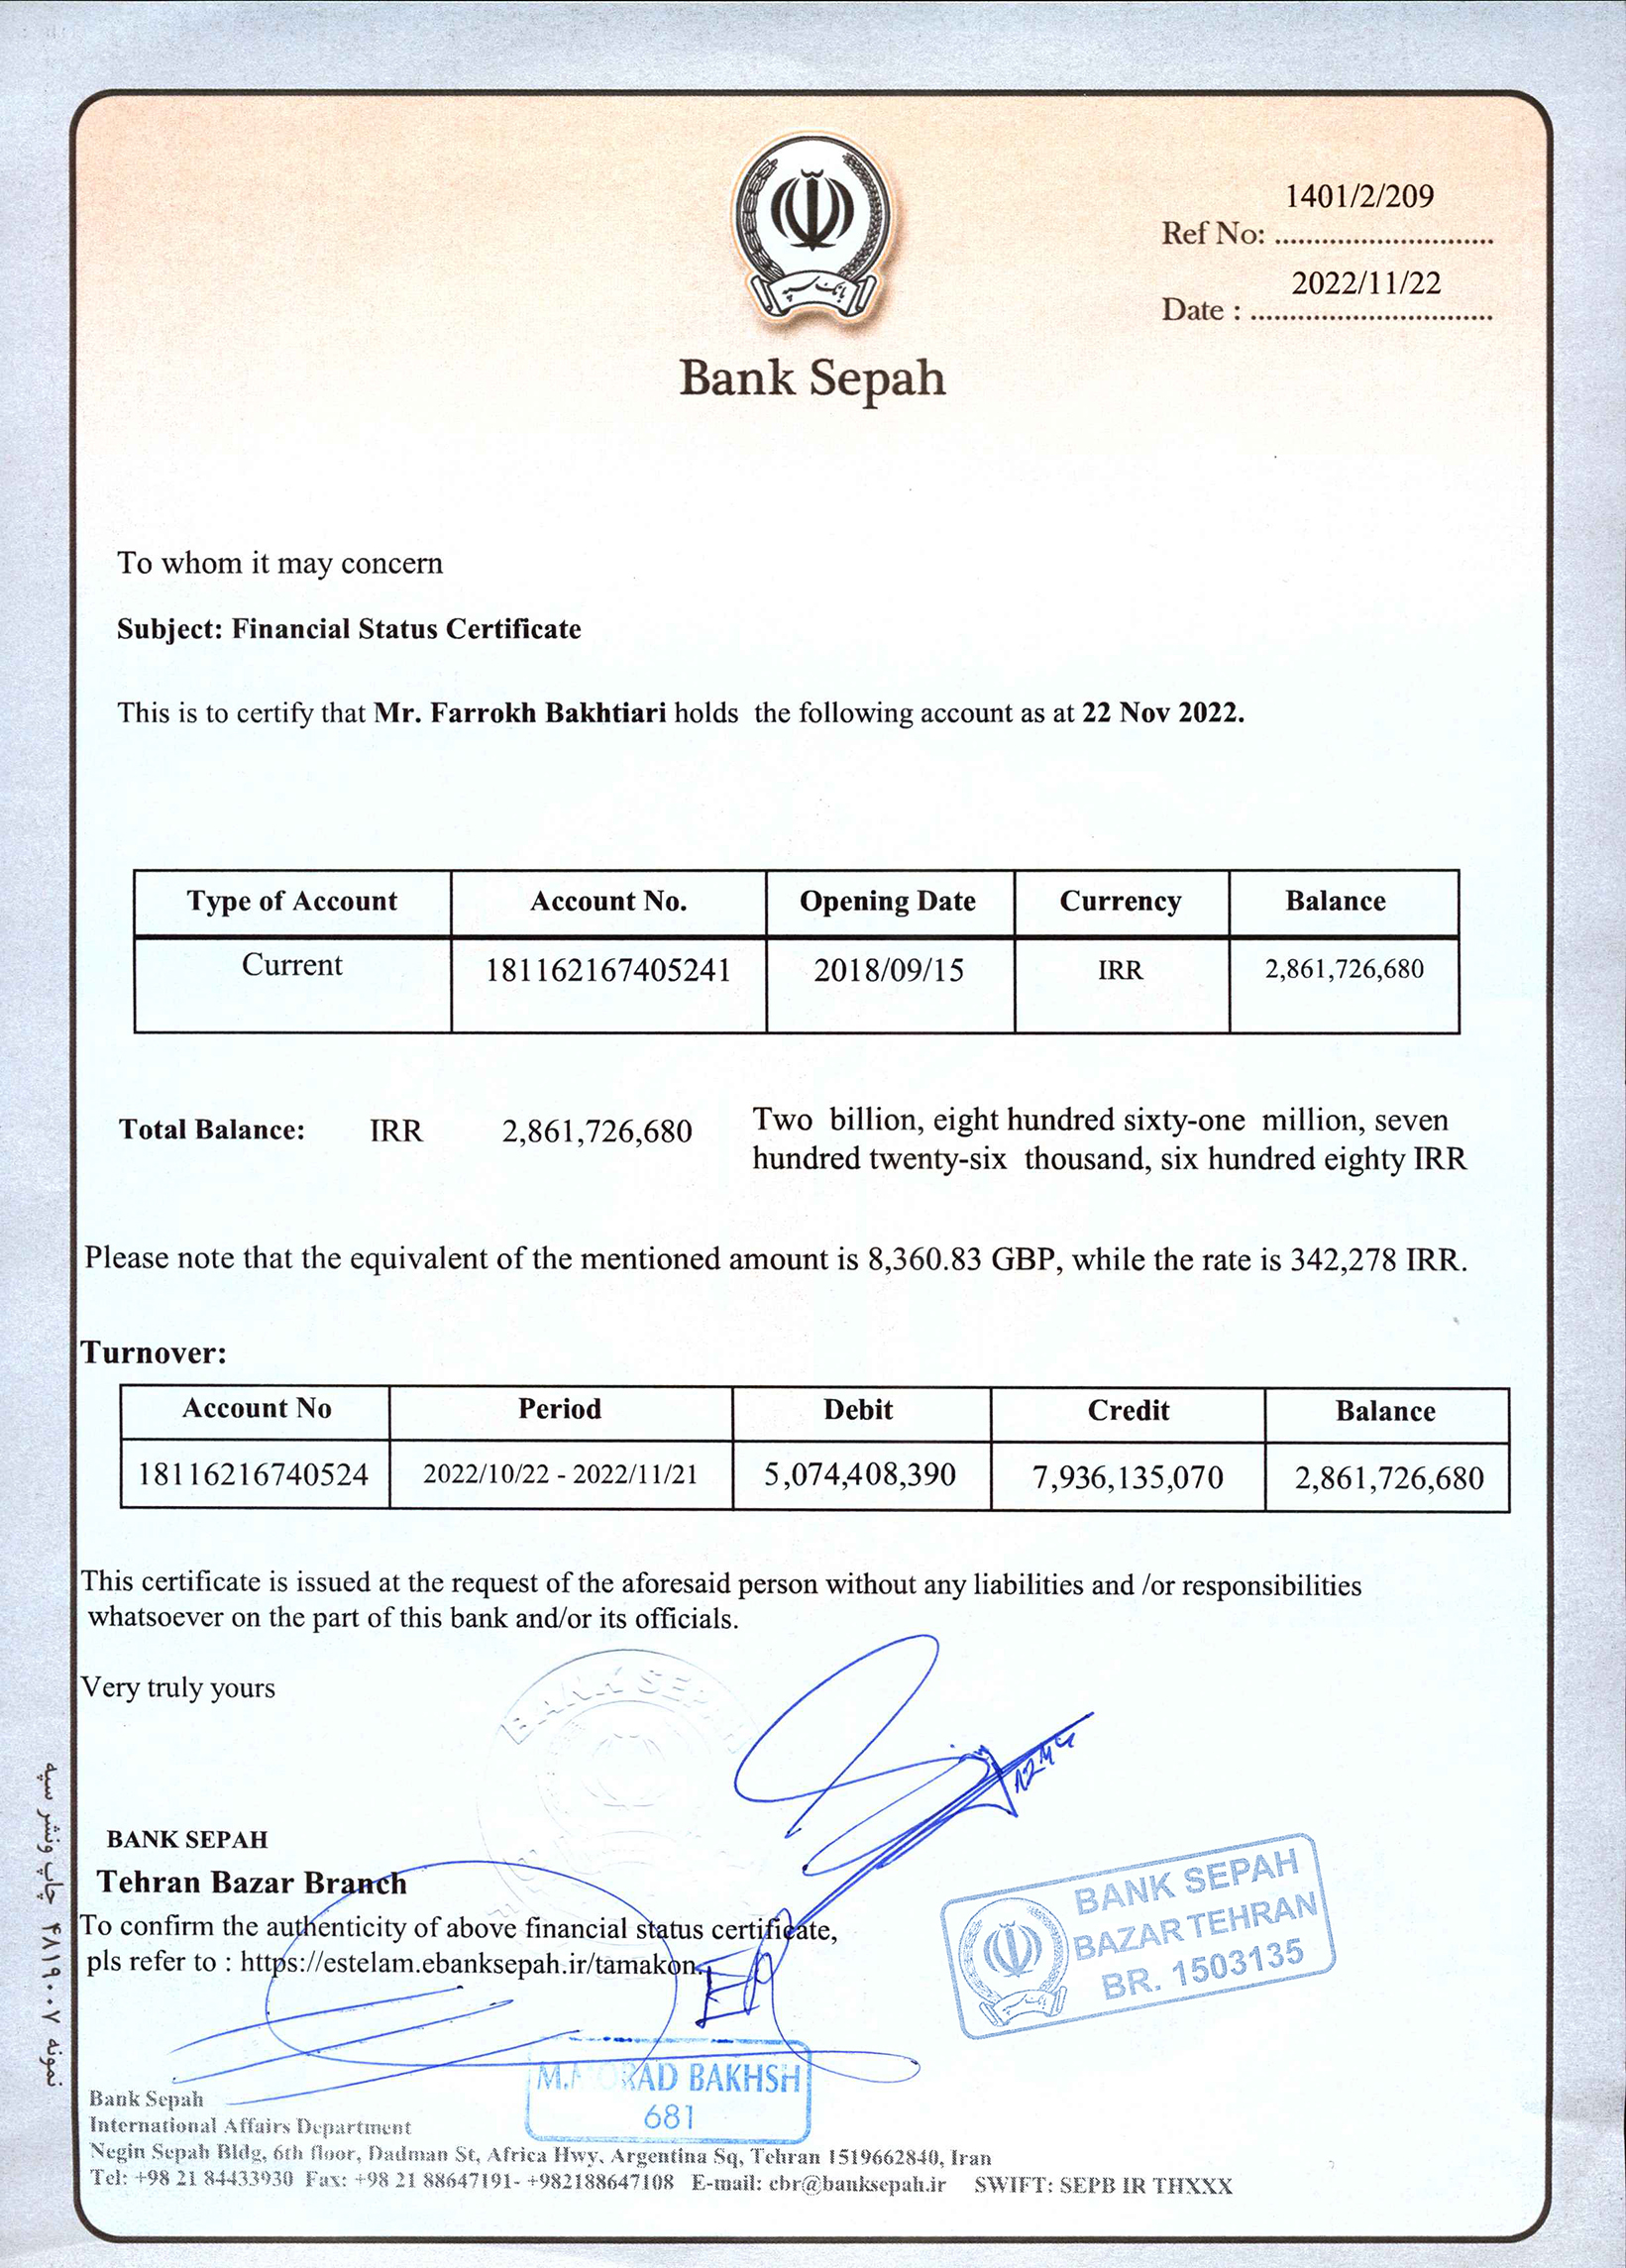 1401/2/209
Ref No: ............................
2022/11/22
Date : ...............................
بانک سپه
Bank Sepah
To whom it may concern
Subject: Financial Status Certificate
This is to certify that Mr. Farrokh Bakhtiari holds the following account as at 22 Nov 2022.
Type of Account Account No. Opening Date Currency Balance
Current 181162167405241 2018/09/15 IRR 2,861,726,680
Total Balance: IRR 2,861,726,680 Two billion, eight hundred sixty-one million, seven
hundred twenty-six thousand, six hundred eighty IRR
Please note that the equivalent of the mentioned amount is 8,360.83 GBP, while the rate is 342,278 IRR.
Turnover:
Account No Period Debit Credit Balance
18116216740524 2022/10/22 - 2022/11/21 5,074,408,390 7,936,135,070 2,861,726,680
This certificate is issued at the request of the aforesaid person without any liabilities and /or responsibilities
whatsoever on the part of this bank and/or its officials.
Very truly yours
BANK SEPAH
BANK SEPAH
Tehran Bazar Branch
To confirm the authenticity of above financial status certificate,
pls refer to : https://estelam.ebanksepah.ir/tamakon.
BANK SEPAH
BAZAR TEHRAN
BR. 1503135
BAKHSH
681
Bank Sepah
International Affairs Department
Negin Sepah Bldg, 6th floor, Dadman St, Africa Hwy, Argentina Sq, Tehran 1519662840, Iran
Tel: +98 21 84433930 Fax: +98 21 88647191- +982188647108 E-mail: cbr@banksepah.ir SWIFT: SEPB IR THXXX
نمونه ۴۸۱۹۰۰۷ چاپ ونشر سپه